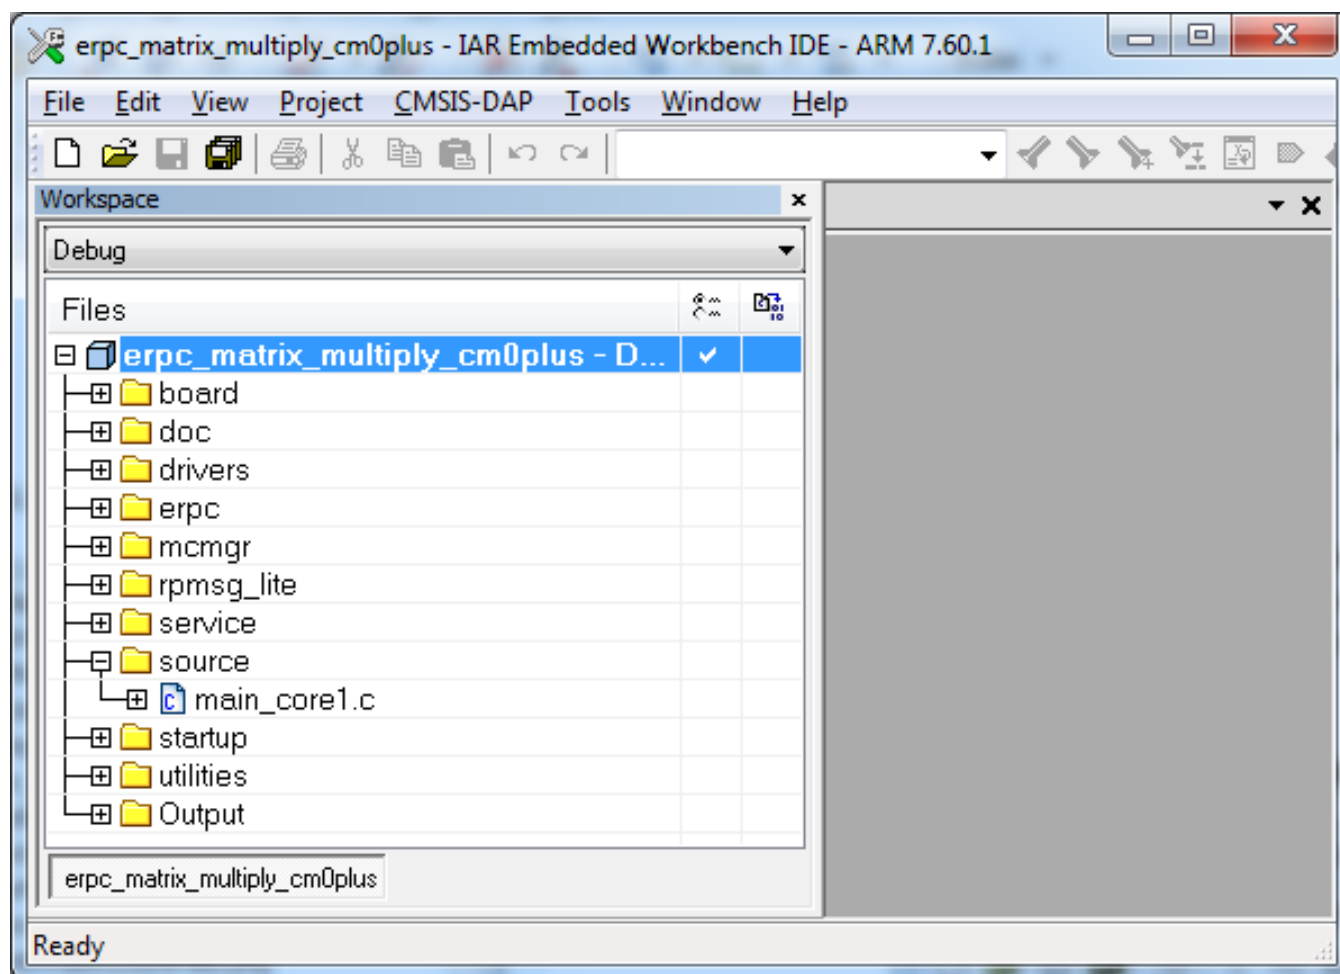 erpc_matrix_multiply_cm0plus - IAR Embedded Workbench IDE - ARM 7.60.1
File Edit View Project CMSIS-DAP Tools Window Help
Workspace
Debug
Files
erpc_matrix_multiply_cm0plus - D...
board
doc
drivers
erpc
mcmgr
rpmsg_lite
service
source
main_core1.c
startup
utilities
Output
erpc_matrix_multiply_cm0plus
Ready